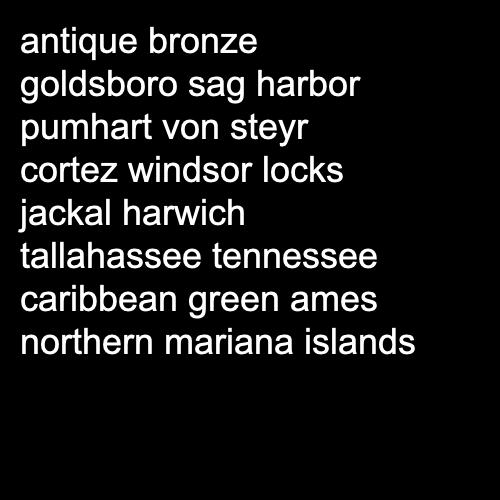 antique bronze
goldsboro sag harbor
pumhart von steyr
cortez windsor locks
jackal harwich
tallahassee tennessee
caribbean green ames
northern mariana islands